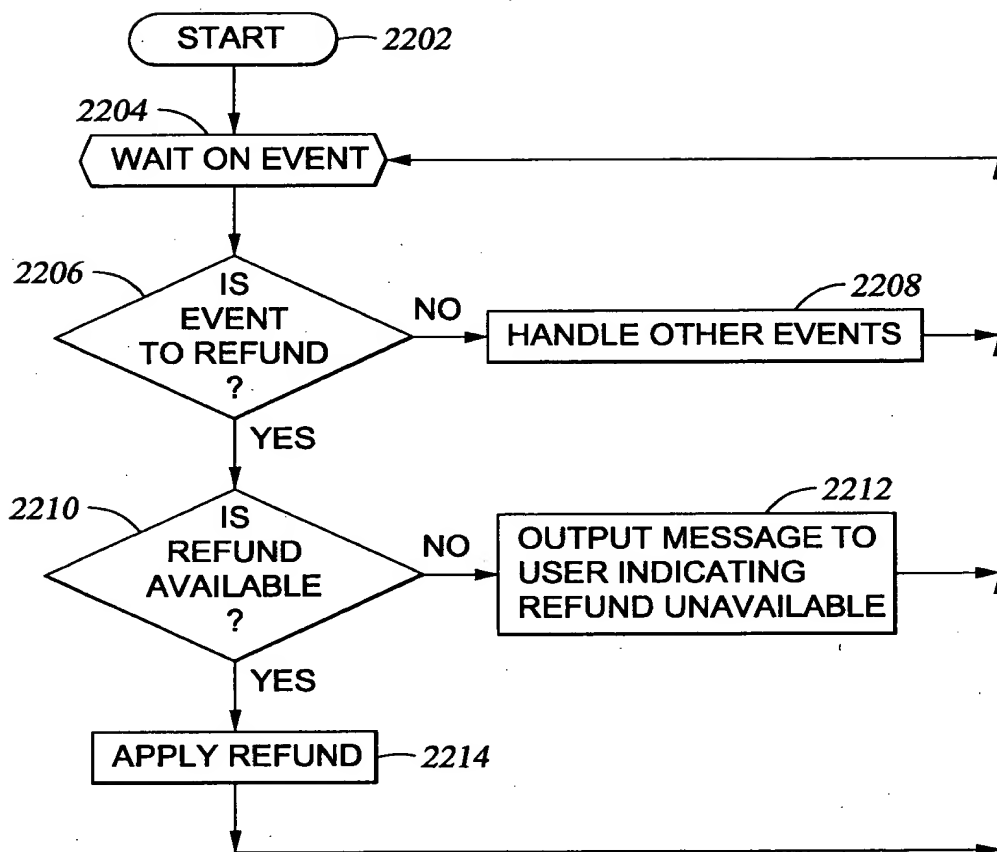 START
2202
2204
WAIT ON EVENT
2206
IS
EVENT
TO REFUND
?
NO
2208
HANDLE OTHER EVENTS
YES
2210
IS
REFUND
AVAILABLE
?
NO
2212
OUTPUT MESSAGE TO
USER INDICATING
REFUND UNAVAILABLE
YES
APPLY REFUND
2214